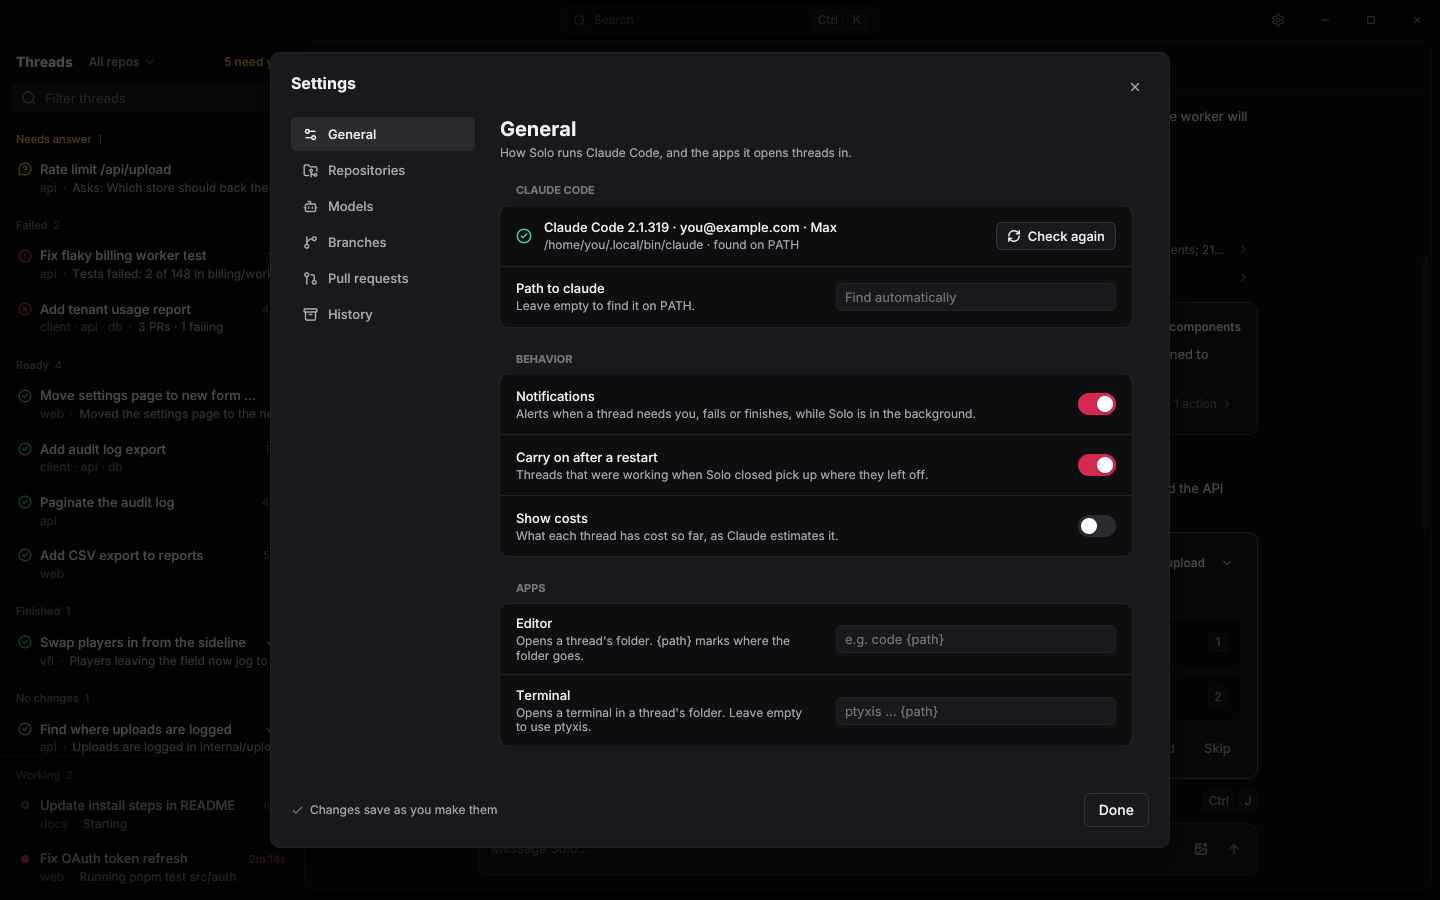 Search
Ctrl K
Threads
All repos
5 need
Filter threads
Needs answer 1
Rate limit /api/upload
api · Asks: Which store should back the
Failed 2
Fix flaky billing worker test
api · Tests failed: 2 of 148 in billing/work
Add tenant usage report
client · api · db · 3 PRs · 1 failing
Ready 4
Move settings page to new form ...
web · Moved the settings page to the ne
Add audit log export
client · api · db
Paginate the audit log
api
Add CSV export to reports
web
Finished 1
Swap players in from the sideline
vfl · Players leaving the field now jog to
No changes 1
Find where uploads are logged
api · Uploads are logged in internal/uplo
Working 2
Update install steps in README
docs · Starting
Fix OAuth token refresh
2m 14s
web · Running pnpm test src/auth
Settings
General
Repositories
Models
Branches
Pull requests
History
General
How Solo runs Claude Code, and the apps it opens threads in.
CLAUDE CODE
Claude Code 2.1.319 · you@example.com · Max
/home/you/.local/bin/claude · found on PATH
Check again
Path to claude
Leave empty to find it on PATH.
Find automatically
BEHAVIOR
Notifications
Alerts when a thread needs you, fails or finishes, while Solo is in the background.
Carry on after a restart
Threads that were working when Solo closed pick up where they left off.
Show costs
What each thread has cost so far, as Claude estimates it.
APPS
Editor
Opens a thread's folder. {path} marks where the
folder goes.
e.g. code {path}
Terminal
Opens a terminal in a thread's folder. Leave empty
to use ptyxis.
ptyxis ... {path}
Changes save as you make them
Done
e worker will
ents; 21...
components
ned to
1 action
d the API
upload
1
2
d
Skip
Ctrl J
Message Solo...